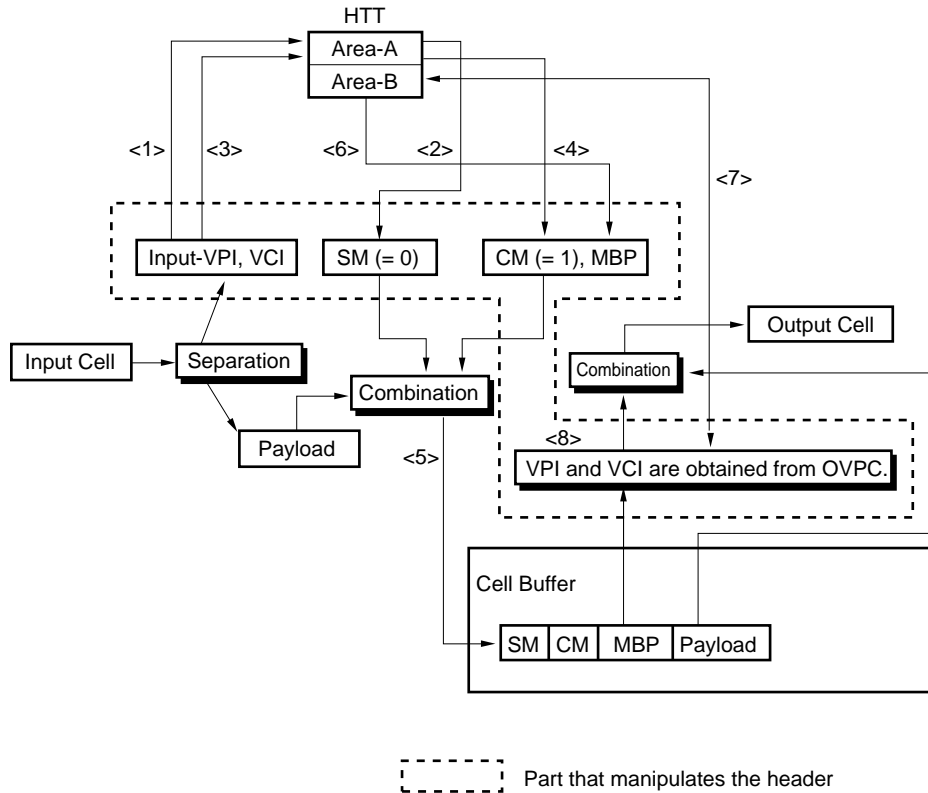 HTT
Area-A
Area-B
<1>
<3>
<6>
<2>
<4>
<7>
Input-VPI, VCI
SM (= 0)
CM (= 1), MBP
Output Cell
Input Cell
Separation
Combination
Combination
Payload
<5>
<8>
VPI and VCI are obtained from OVPC.
Cell Buffer
SM
CM
MBP
Payload
Part that manipulates the header